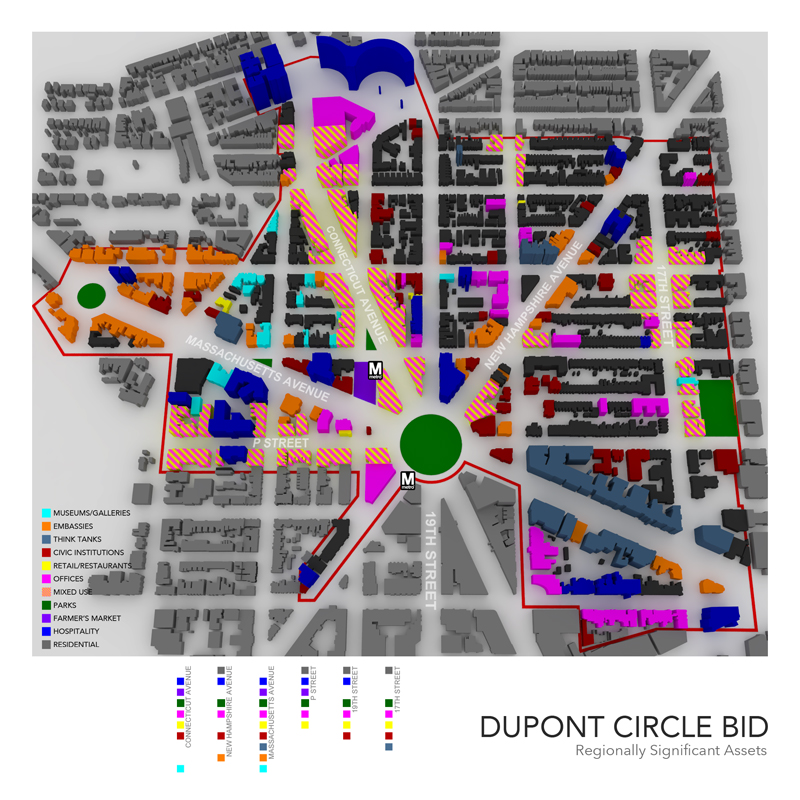 CONNECTICUT AVENUE
17TH STREET
NEW HAMPSHIRE AVENUE
MASSACHUSETTS AVENUE
M
metro
P STREET
M
metro
19TH STREET
MUSEUMS/GALLERIES
EMBASSIES
THINK TANKS
CIVIC INSTITUTIONS
RETAIL/RESTAURANTS
OFFICES
MIXED USE
PARKS
FARMER'S MARKET
HOSPITALITY
RESIDENTIAL
CONNECTICUT AVENUE
NEW HAMPSHIRE AVENUE
MASSACHUSETTS AVENUE
P STREET
19TH STREET
17TH STREET
DUPONT CIRCLE BID
Regionally Significant Assets